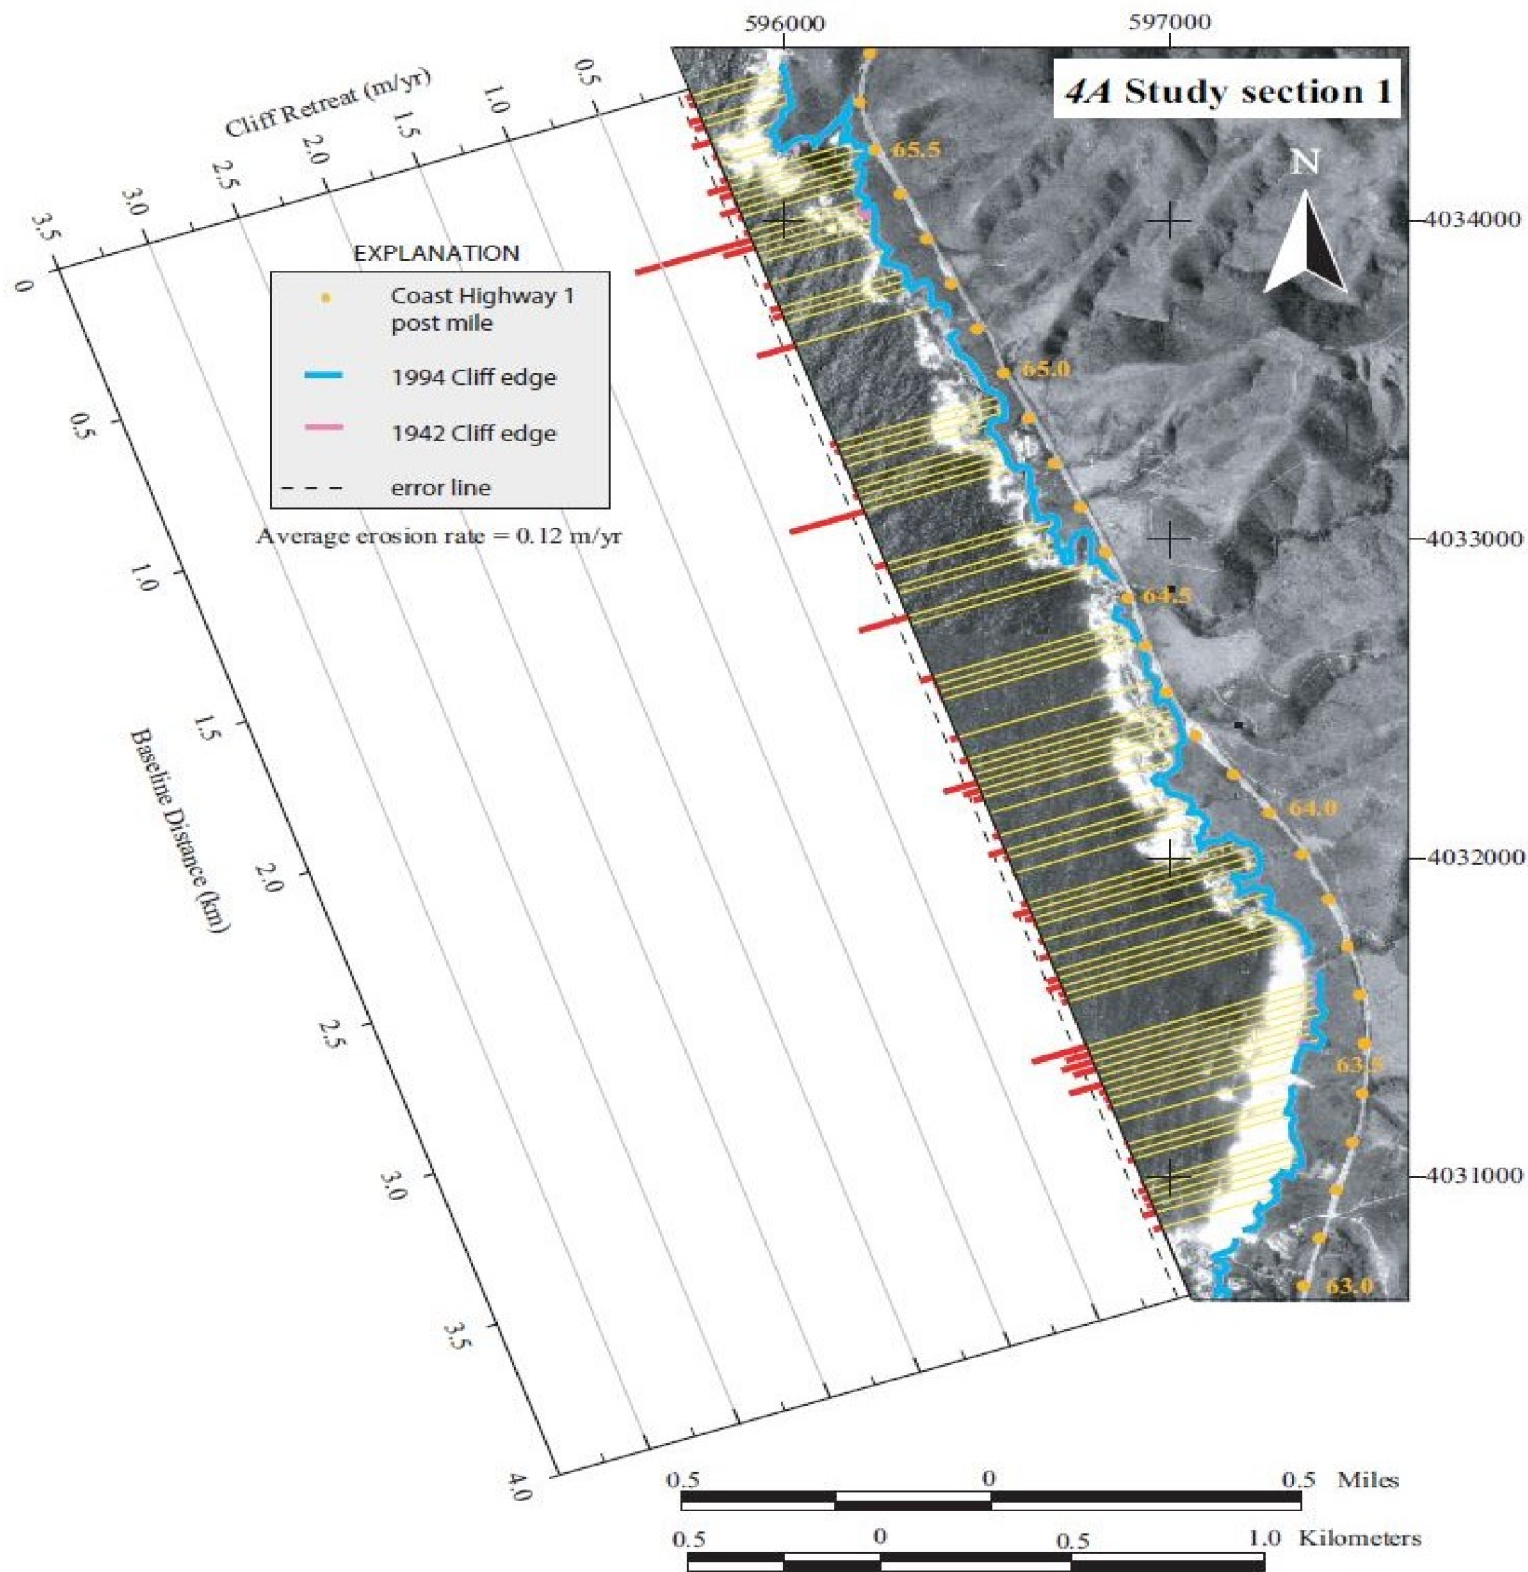 596000
597000
4A Study section 1
Cliff Retreat (m/yr)
0.5
1.0
1.5
2.0
2.5
3.0
3.5
65.5
N
4034000
EXPLANATION
Coast Highway 1
post mile
1994 Cliff edge
1942 Cliff edge
error line
Average erosion rate = 0.12 m/yr
0
0.5
1.0
1.5
2.0
2.5
3.0
3.5
4.0
Baseline Distance (km)
65.0
4033000
64.5
64.0
4032000
63.5
4031000
63.0
0.5 0 0.5 Miles
0.5 0 0.5 1.0 Kilometers